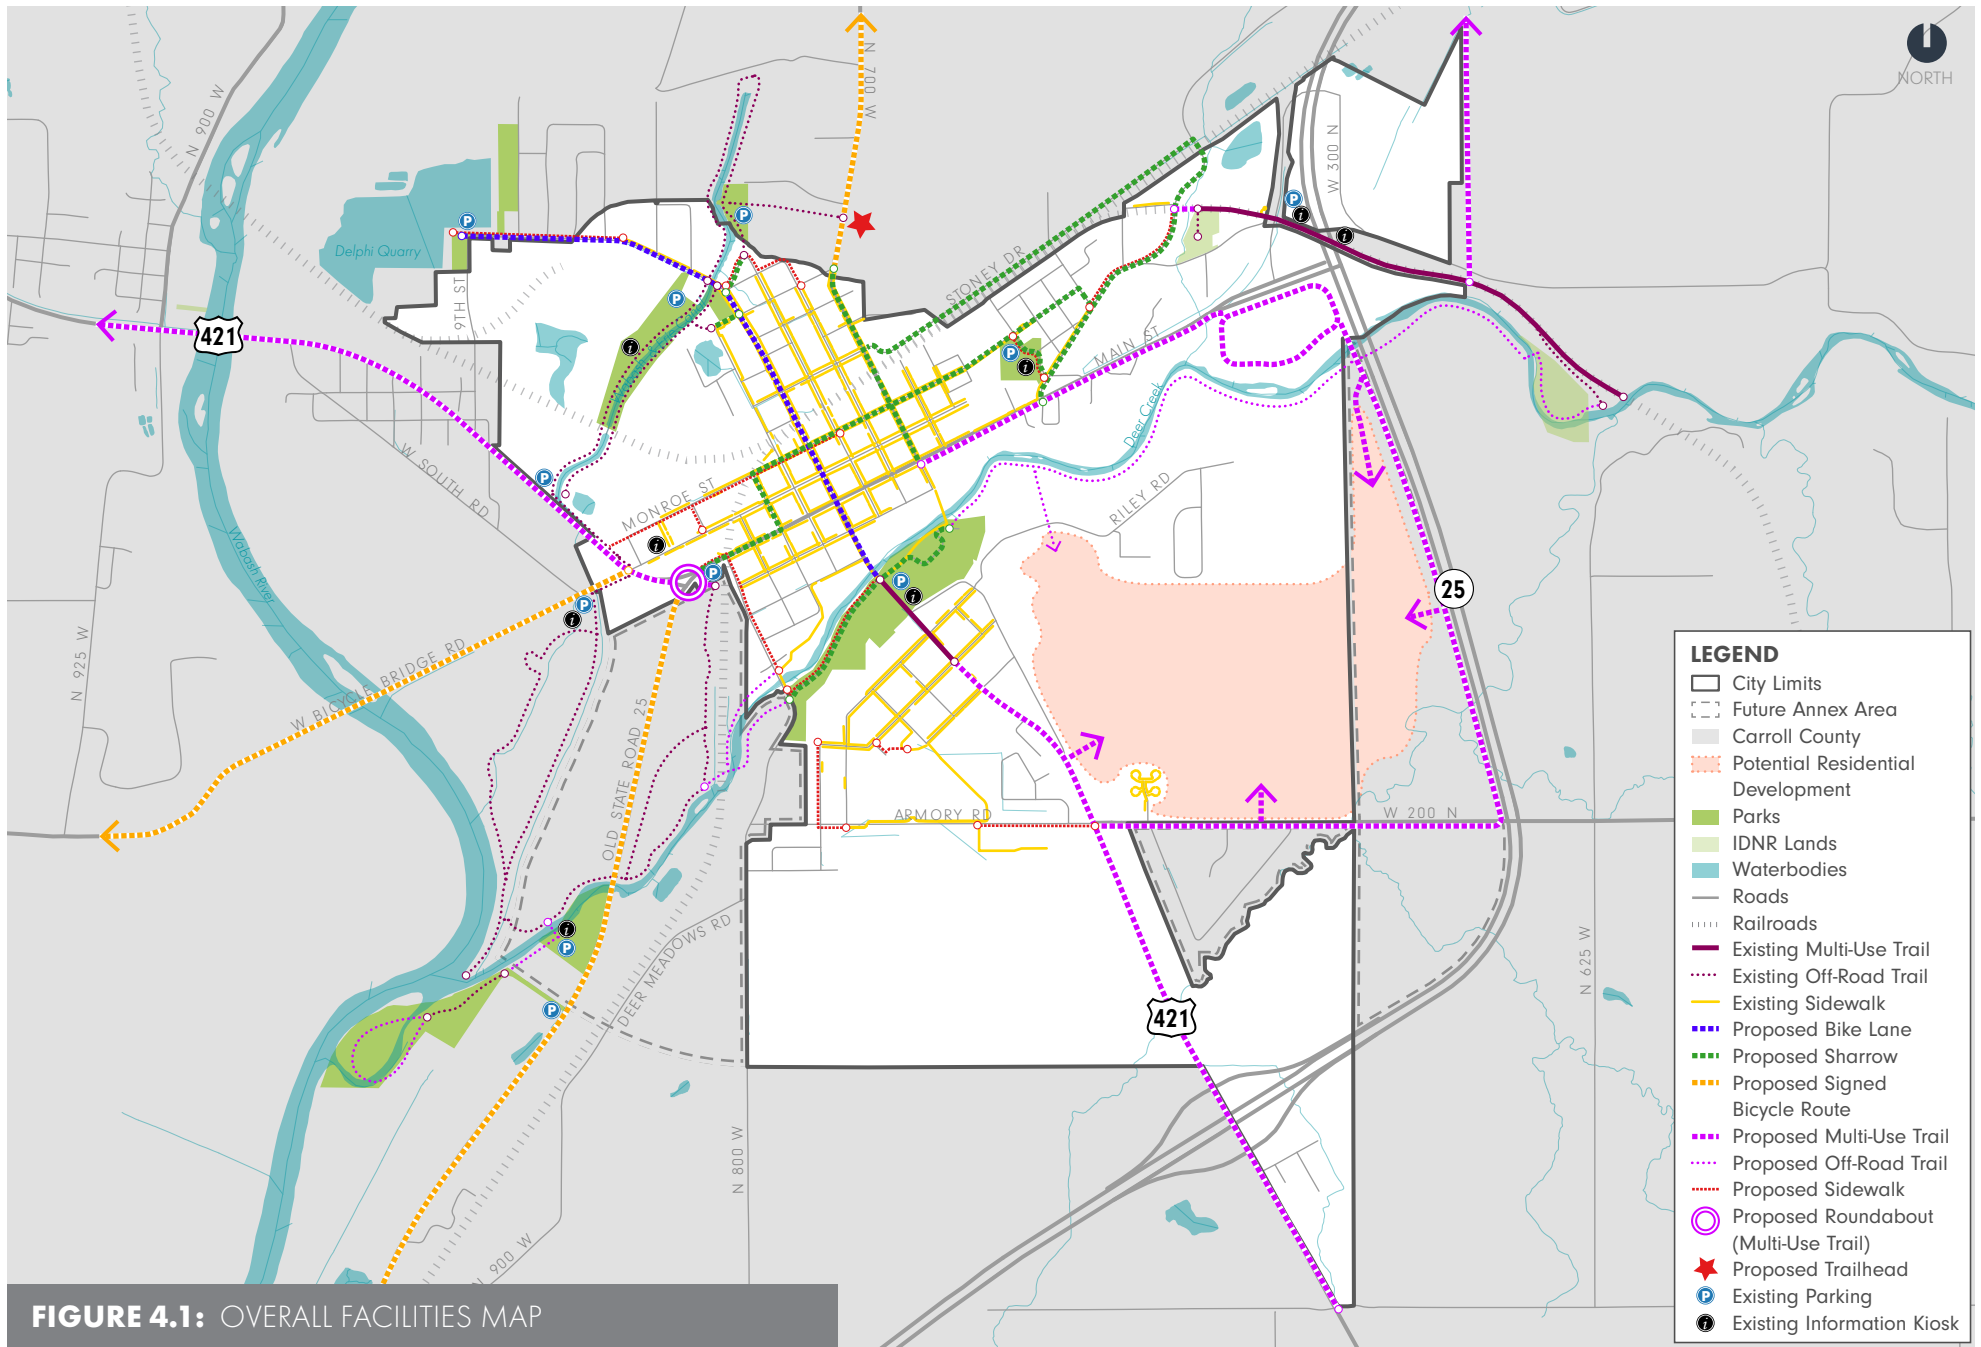 N 900 W
N 700 W
NORTH
W 300 N
Delphi Quarry
9TH ST
STONEY DR
421
MAIN ST
Deer Creek
W SOUTH RD
MONROE ST
RILEY RD
Wabash River
25
N 925 W
W BICYCLE BRIDGE RD
OLD STATE ROAD 25
ARMORY RD
W 200 N
DEER MEADOWS RD
N 625 W
421
N 800 W
N 900 W
LEGEND
City Limits
Future Annex Area
Carroll County
Potential Residential
Development
Parks
IDNR Lands
Waterbodies
Roads
Railroads
Existing Multi-Use Trail
Existing Off-Road Trail
Existing Sidewalk
Proposed Bike Lane
Proposed Sharrow
Proposed Signed
Bicycle Route
Proposed Multi-Use Trail
Proposed Off-Road Trail
Proposed Sidewalk
Proposed Roundabout
(Multi-Use Trail)
Proposed Trailhead
P Existing Parking
i Existing Information Kiosk
FIGURE 4.1: OVERALL FACILITIES MAP